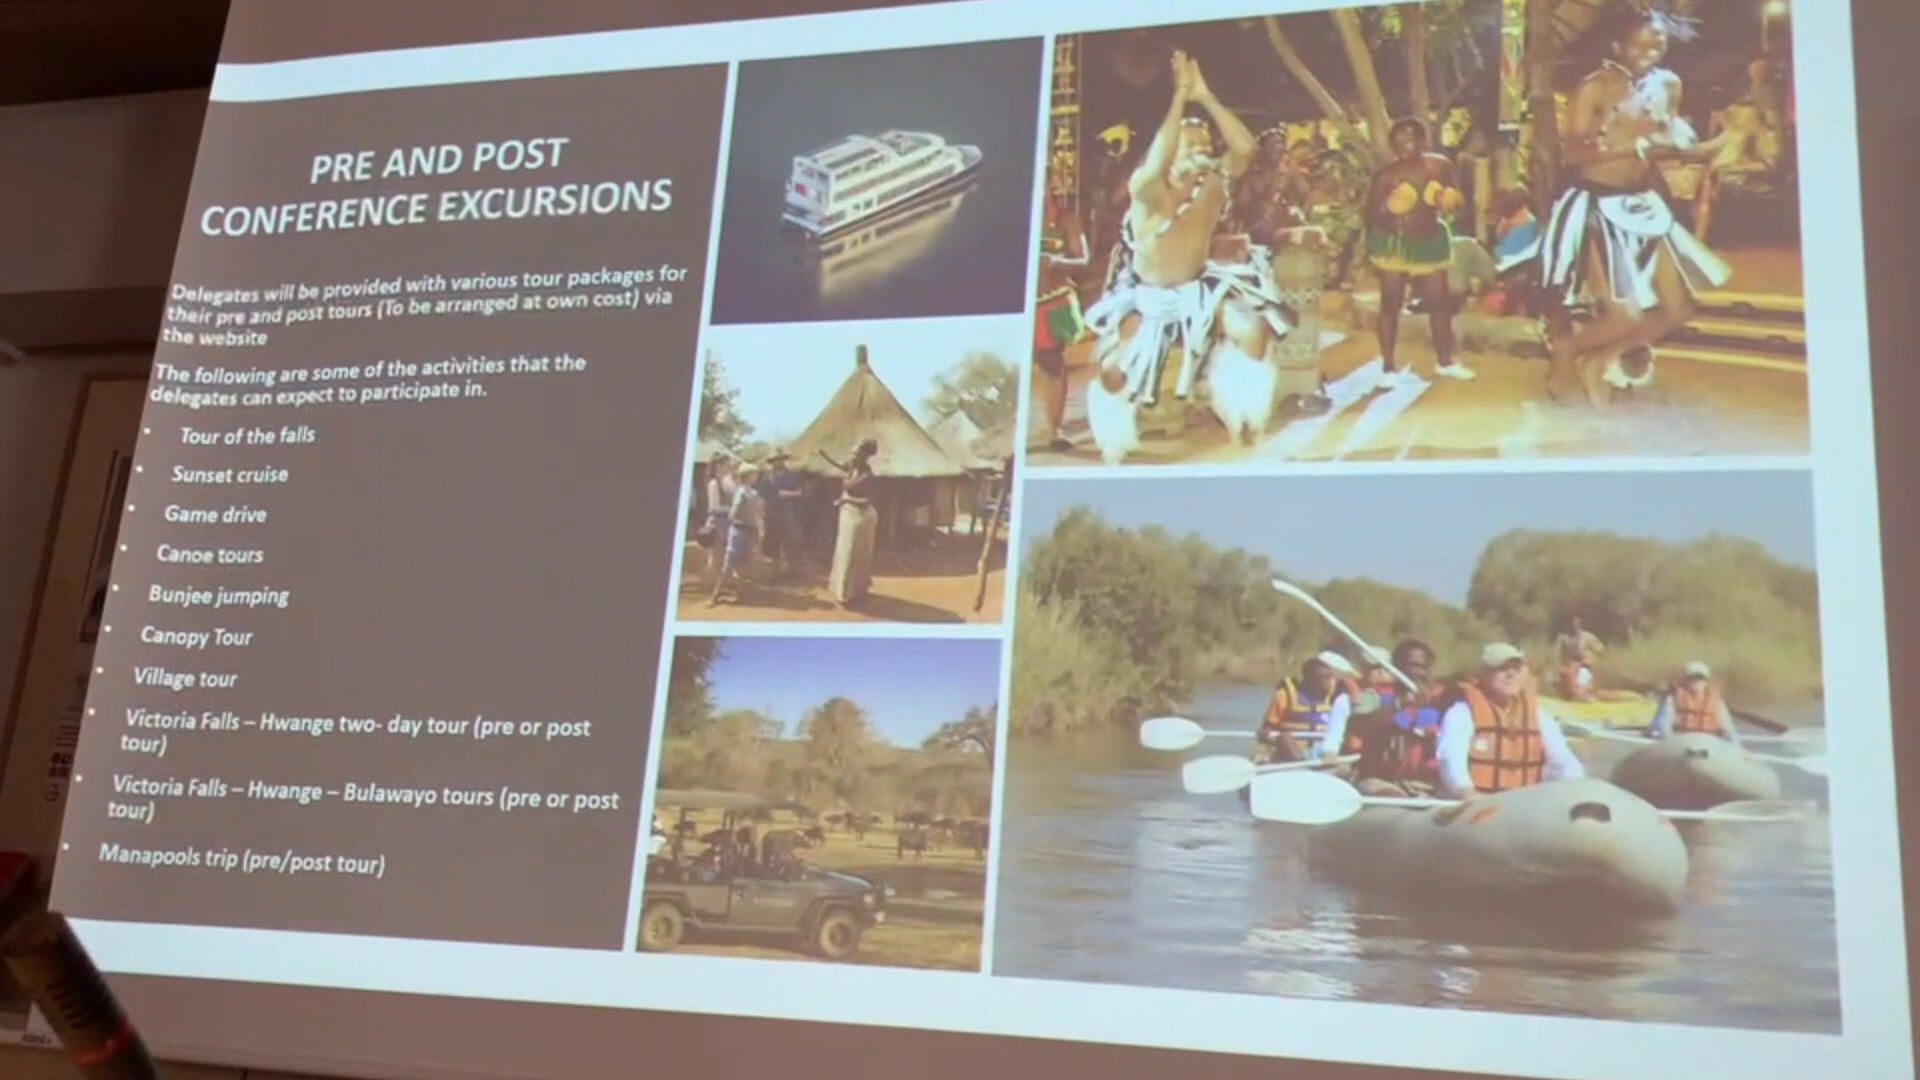 PRE AND POST
CONFERENCE EXCURSIONS
Delegates will be provided with various tour packages for
their pre and post tours (To be arranged at own cost) via
the website
The following are some of the activities that the
delegates can expect to participate in.
• Tour of the falls
• Sunset cruise
• Game drive
• Canoe tours
• Bunjee jumping
• Canopy Tour
• Village tour
• Victoria Falls – Hwange two- day tour (pre or post
tour)
• Victoria Falls – Hwange – Bulawayo tours (pre or post
tour)
• Manapools trip (pre/post tour)